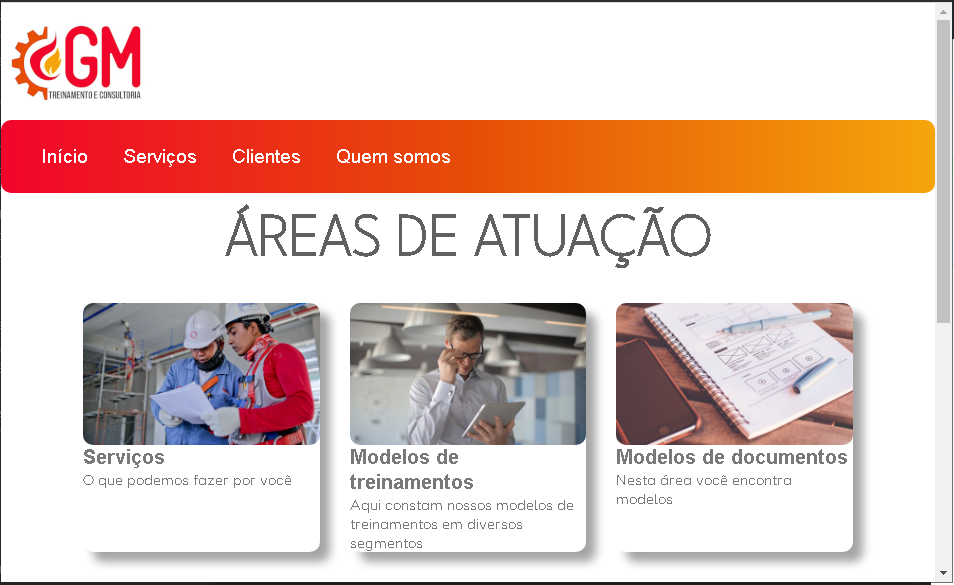 GM
TREINAMENTO E CONSULTORIA
Início Serviços Clientes Quem somos
ÁREAS DE ATUAÇÃO
Serviços
O que podemos fazer por você
Modelos de
treinamentos
Aqui constam nossos modelos de
treinamentos em diversos
segmentos
Modelos de documentos
Nesta área você encontra
modelos